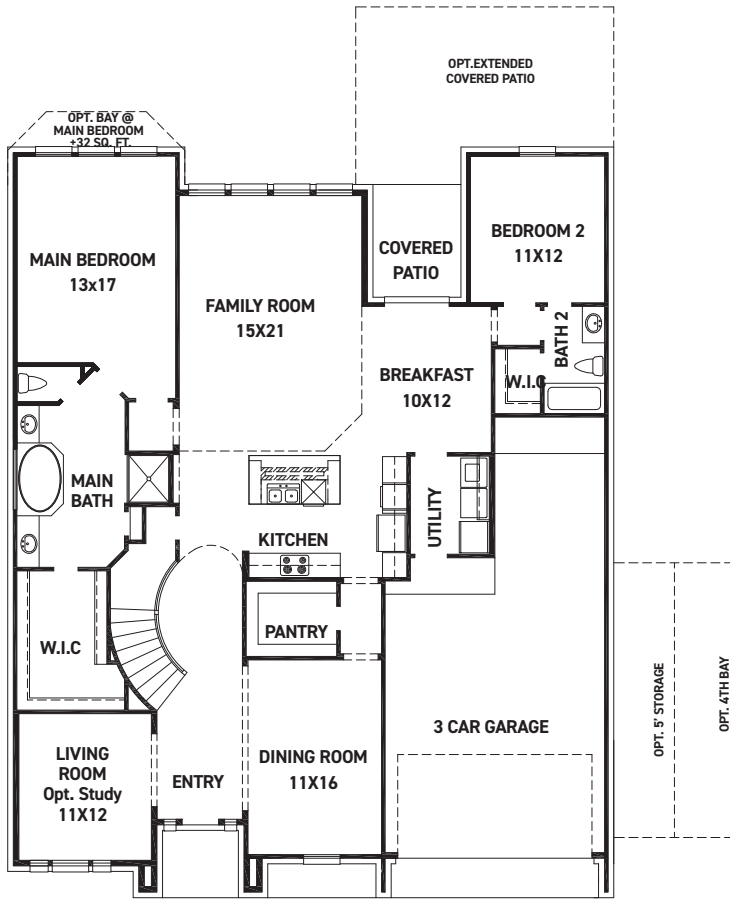 OPT.EXTENDED
COVERED PATIO
OPT. BAY @
MAIN BEDROOM
+32 SQ. FT.
MAIN BEDROOM
13x17
FAMILY ROOM
15X21
COVERED
PATIO
BEDROOM 2
11X12
BATH 2
W.I.C
BREAKFAST
10X12
MAIN
BATH
UTILITY
KITCHEN
PANTRY
W.I.C
LIVING
ROOM
Opt. Study
11X12
ENTRY
DINING ROOM
11X16
3 CAR GARAGE
OPT. 5' STORAGE
OPT. 4TH BAY